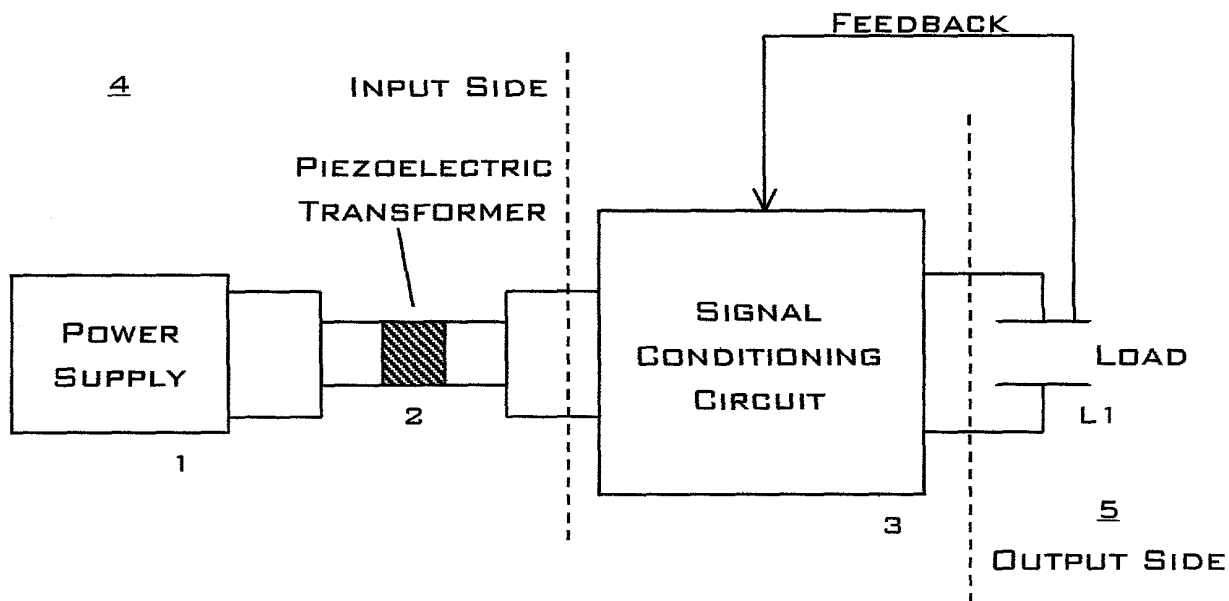 FEEDBACK
4
INPUT SIDE
PIEZOELECTRIC
TRANSFORMER
POWER
SUPPLY
1
2
SIGNAL
CONDITIONING
CIRCUIT
3
LOAD
L1
5
OUTPUT SIDE